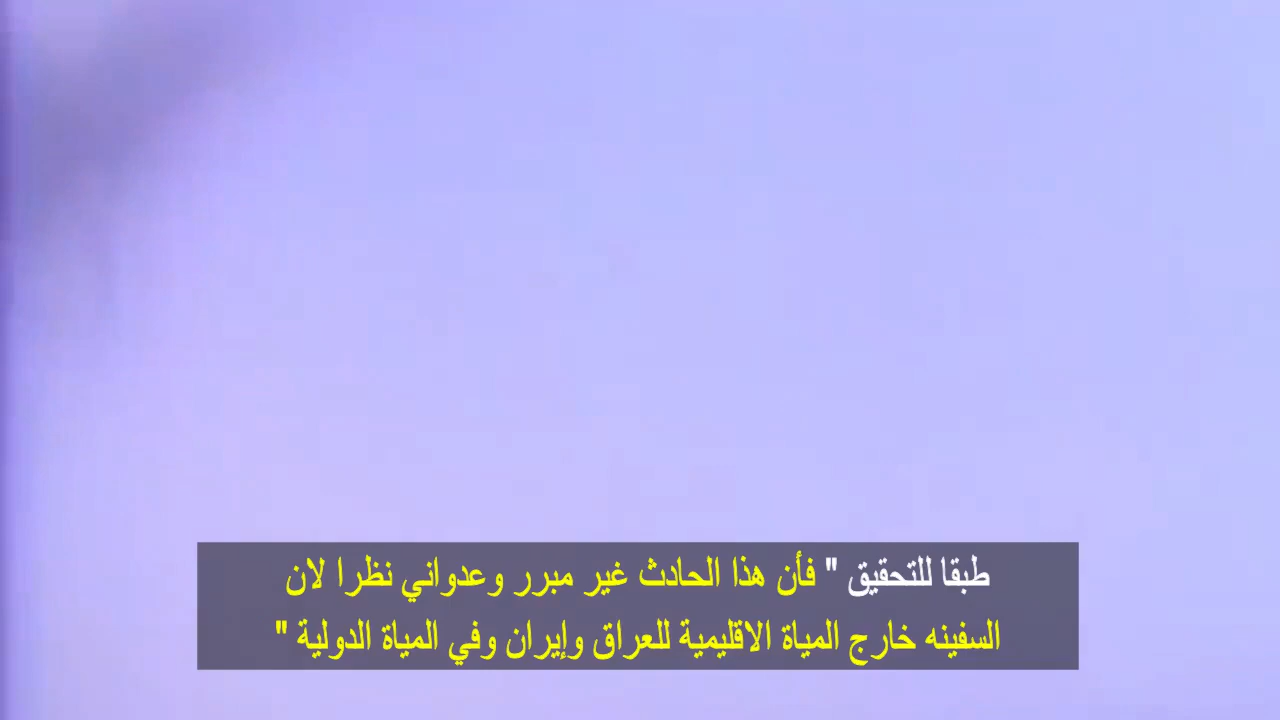 طبقا للتحقيق " فأن هذا الحادث غير مبرر وعدواني نظرا لان
السفينه خارج المياة الاقليمية للعراق وإيران وفي المياة الدولية "